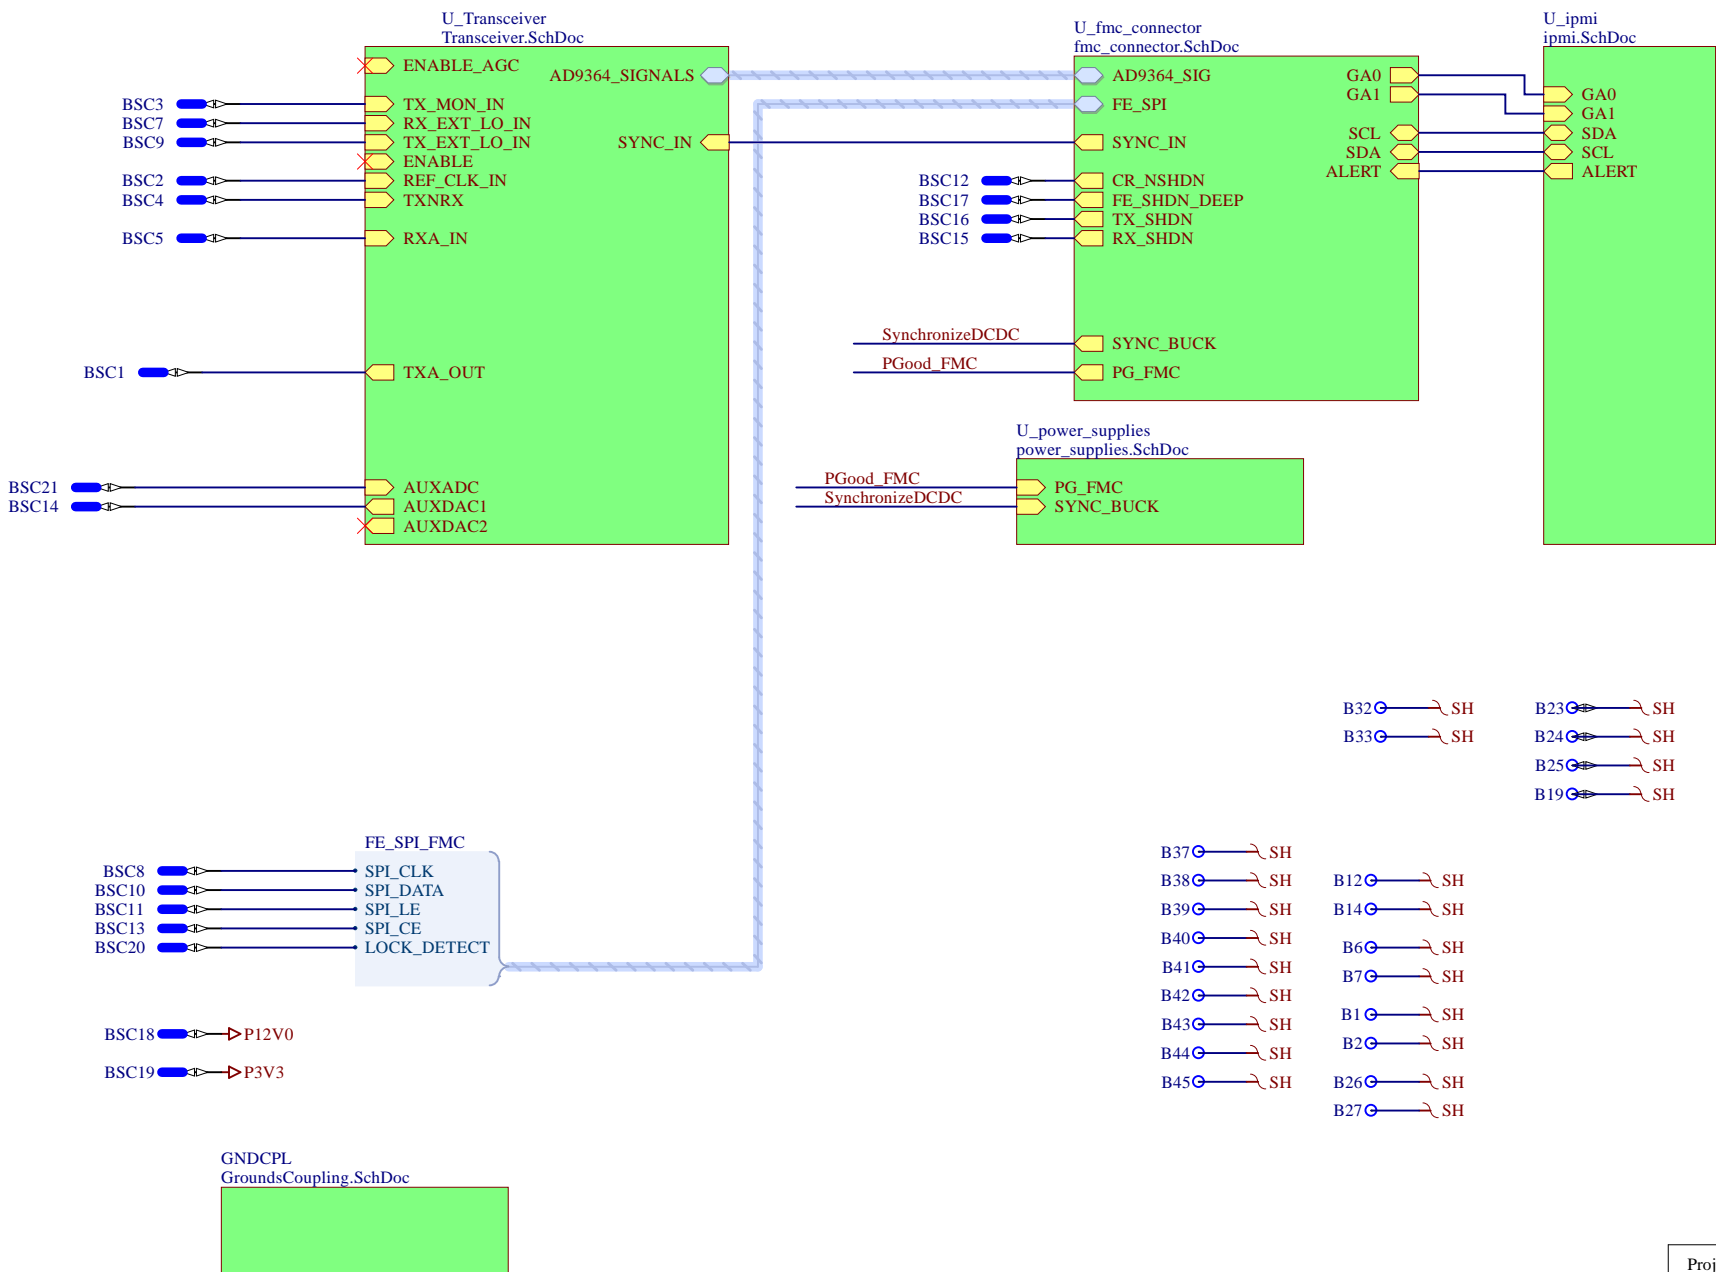 U_Transceiver
Transceiver.SchDoc
ENABLE_AGC
AD9364_SIGNALS
BSC3 TX_MON_IN
BSC7 RX_EXT_LO_IN
BSC9 TX_EXT_LO_IN
SYNC_IN
ENABLE
BSC2 REF_CLK_IN
BSC4 TXNRX
BSC5 RXA_IN
BSC1 TXA_OUT
BSC21 AUXADC
BSC14 AUXDAC1
AUXDAC2
U_fmc_connector
fmc_connector.SchDoc
AD9364_SIG GA0
FE_SPI GA1
SYNC_IN SCL
SDA
ALERT
BSC12 CR_NSHDN
BSC17 FE_SHDN_DEEP
BSC16 TX_SHDN
BSC15 RX_SHDN
SynchronizeDCDC SYNC_BUCK
PGood_FMC PG_FMC
U_ipmi
ipmi.SchDoc
GA0
GA1
SDA
SCL
ALERT
U_power_supplies
power_supplies.SchDoc
PGood_FMC PG_FMC
SynchronizeDCDC SYNC_BUCK
B32 SH
B33 SH
B23 SH
B24 SH
B25 SH
B19 SH
FE_SPI_FMC
BSC8 SPI_CLK
BSC10 SPI_DATA
BSC11 SPI_LE
BSC13 SPI_CE
BSC20 LOCK_DETECT
BSC18 P12V0
BSC19 P3V3
B37 SH
B38 SH
B39 SH
B40 SH
B41 SH
B42 SH
B43 SH
B44 SH
B45 SH
B12 SH
B14 SH
B6 SH
B7 SH
B1 SH
B2 SH
B26 SH
B27 SH
GNDCPL
GroundsCoupling.SchDoc
Proj